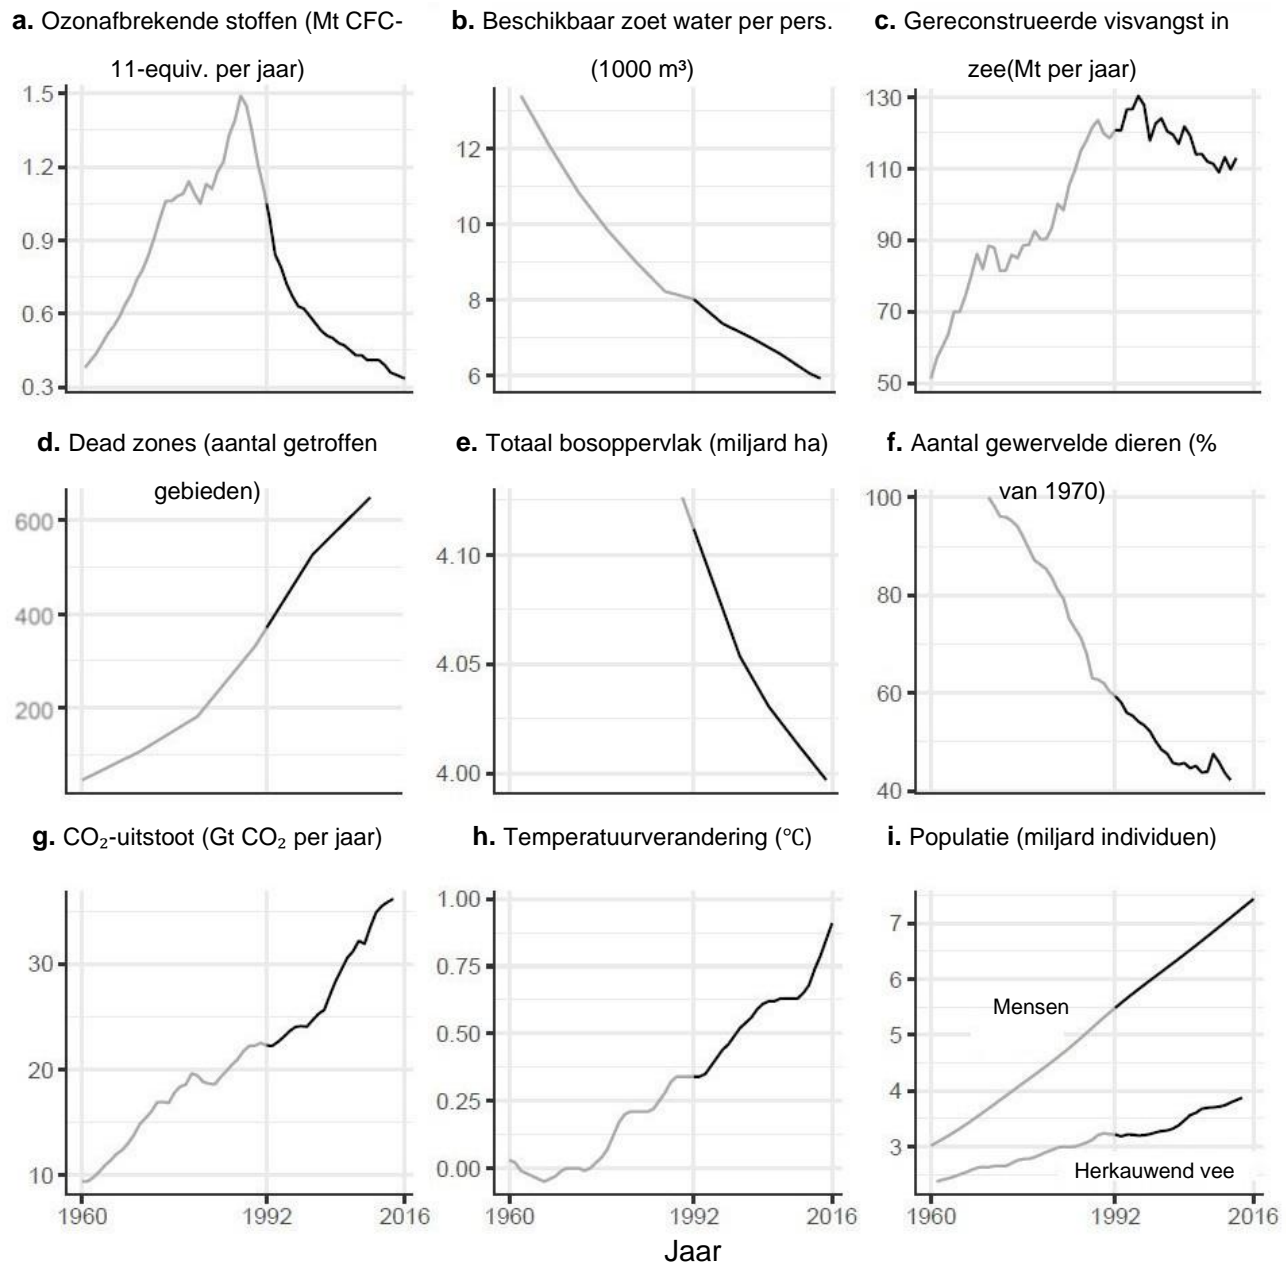 a. Ozonafbrekende stoffen (Mt CFC-
11-equiv. per jaar)
1.5
1.2
0.9
0.6
0.3
b. Beschikbaar zoet water per pers.
(1000 m³)
12
10
8
6
c. Gereconstrueerde visvangst in
zee(Mt per jaar)
130
110
90
70
50
d. Dead zones (aantal getroffen
gebieden)
600
400
200
e. Totaal bosoppervlak (miljard ha)
4.10
4.05
4.00
f. Aantal gewervelde dieren (%
van 1970)
100
80
60
40
g. CO₂-uitstoot (Gt CO₂ per jaar)
30
20
10
1960 1992 2016
h. Temperatuurverandering (℃)
1.00
0.75
0.50
0.25
0.00
1960 1992 2016
Jaar
i. Populatie (miljard individuen)
7
6
5
4
3
Mensen
Herkauwend vee
1960 1992 2016